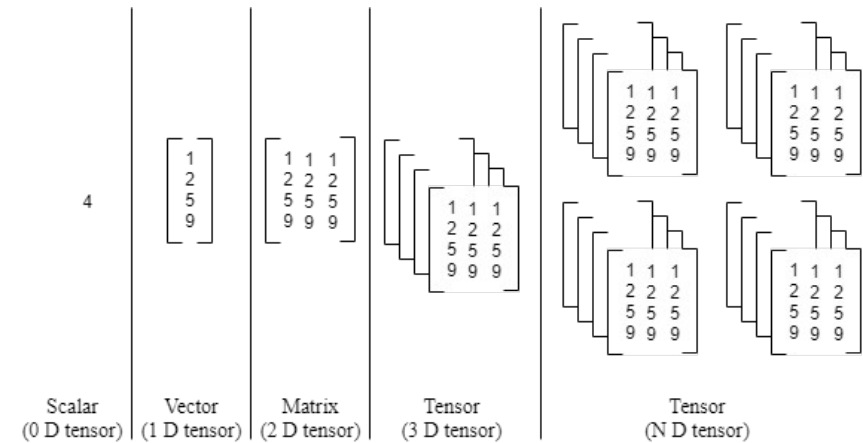 4
1
2
5
9
1 1 1
2 2 2
5 5 5
9 9 9
1 1 1
2 2 2
5 5 5
9 9 9
1 1 1
2 2 2
5 5 5
9 9 9
1 1 1
2 2 2
5 5 5
9 9 9
1 1 1
2 2 2
5 5 5
9 9 9
1 1 1
2 2 2
5 5 5
9 9 9
Scalar
(0 D tensor)
Vector
(1 D tensor)
Matrix
(2 D tensor)
Tensor
(3 D tensor)
Tensor
(N D tensor)